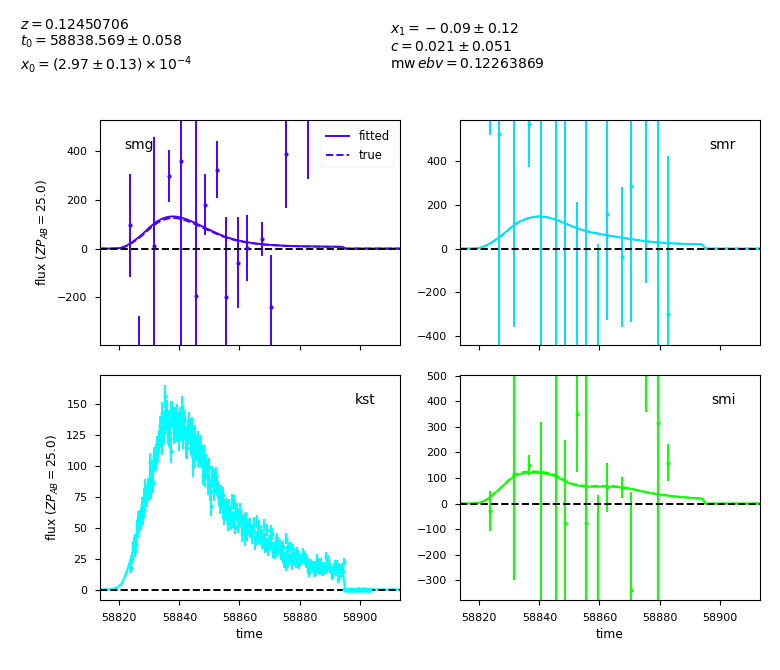 z = 0.12450706
t₀ = 58838.569 ± 0.058
x₀ = (2.97 ± 0.13) × 10⁻⁴
x₁ = −0.09 ± 0.12
c = 0.021 ± 0.051
mw ebv = 0.12263869
smg
fitted
true
400
200
0
−200
flux (ZP_AB = 25.0)
smr
400
200
0
−200
−400
kst
150
125
100
75
50
25
0
flux (ZP_AB = 25.0)
58820 58840 58860 58880 58900
time
smi
500
400
300
200
100
0
−100
−200
−300
58820 58840 58860 58880 58900
time